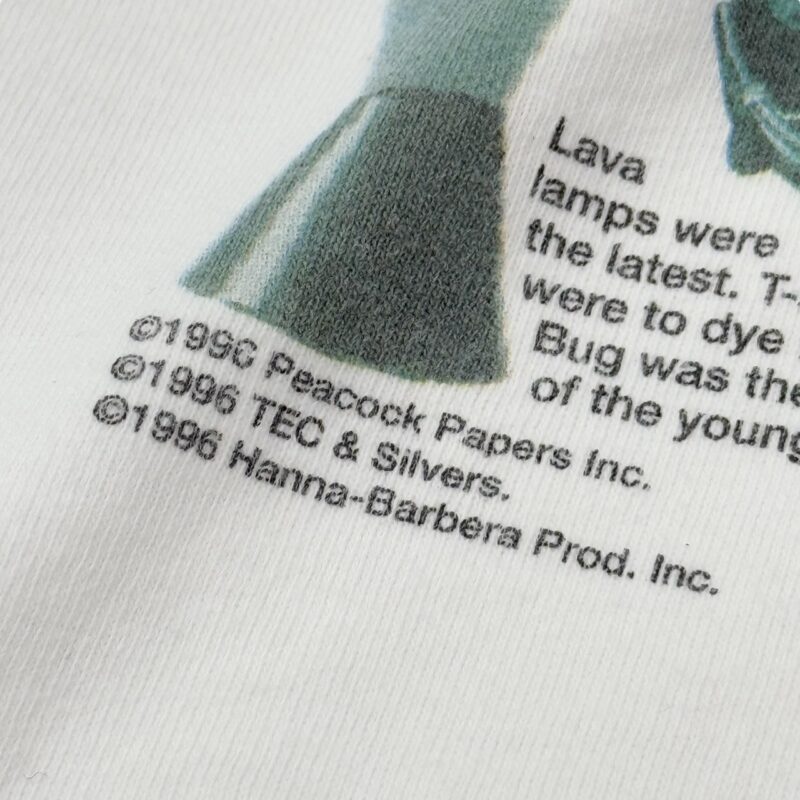 Lava
lamps were
the latest. T-
were to dye
Bug was the
of the young
©1996 Peacock Papers Inc.
©1996 TEC & Silvers.
©1996 Hanna-Barbera Prod. Inc.